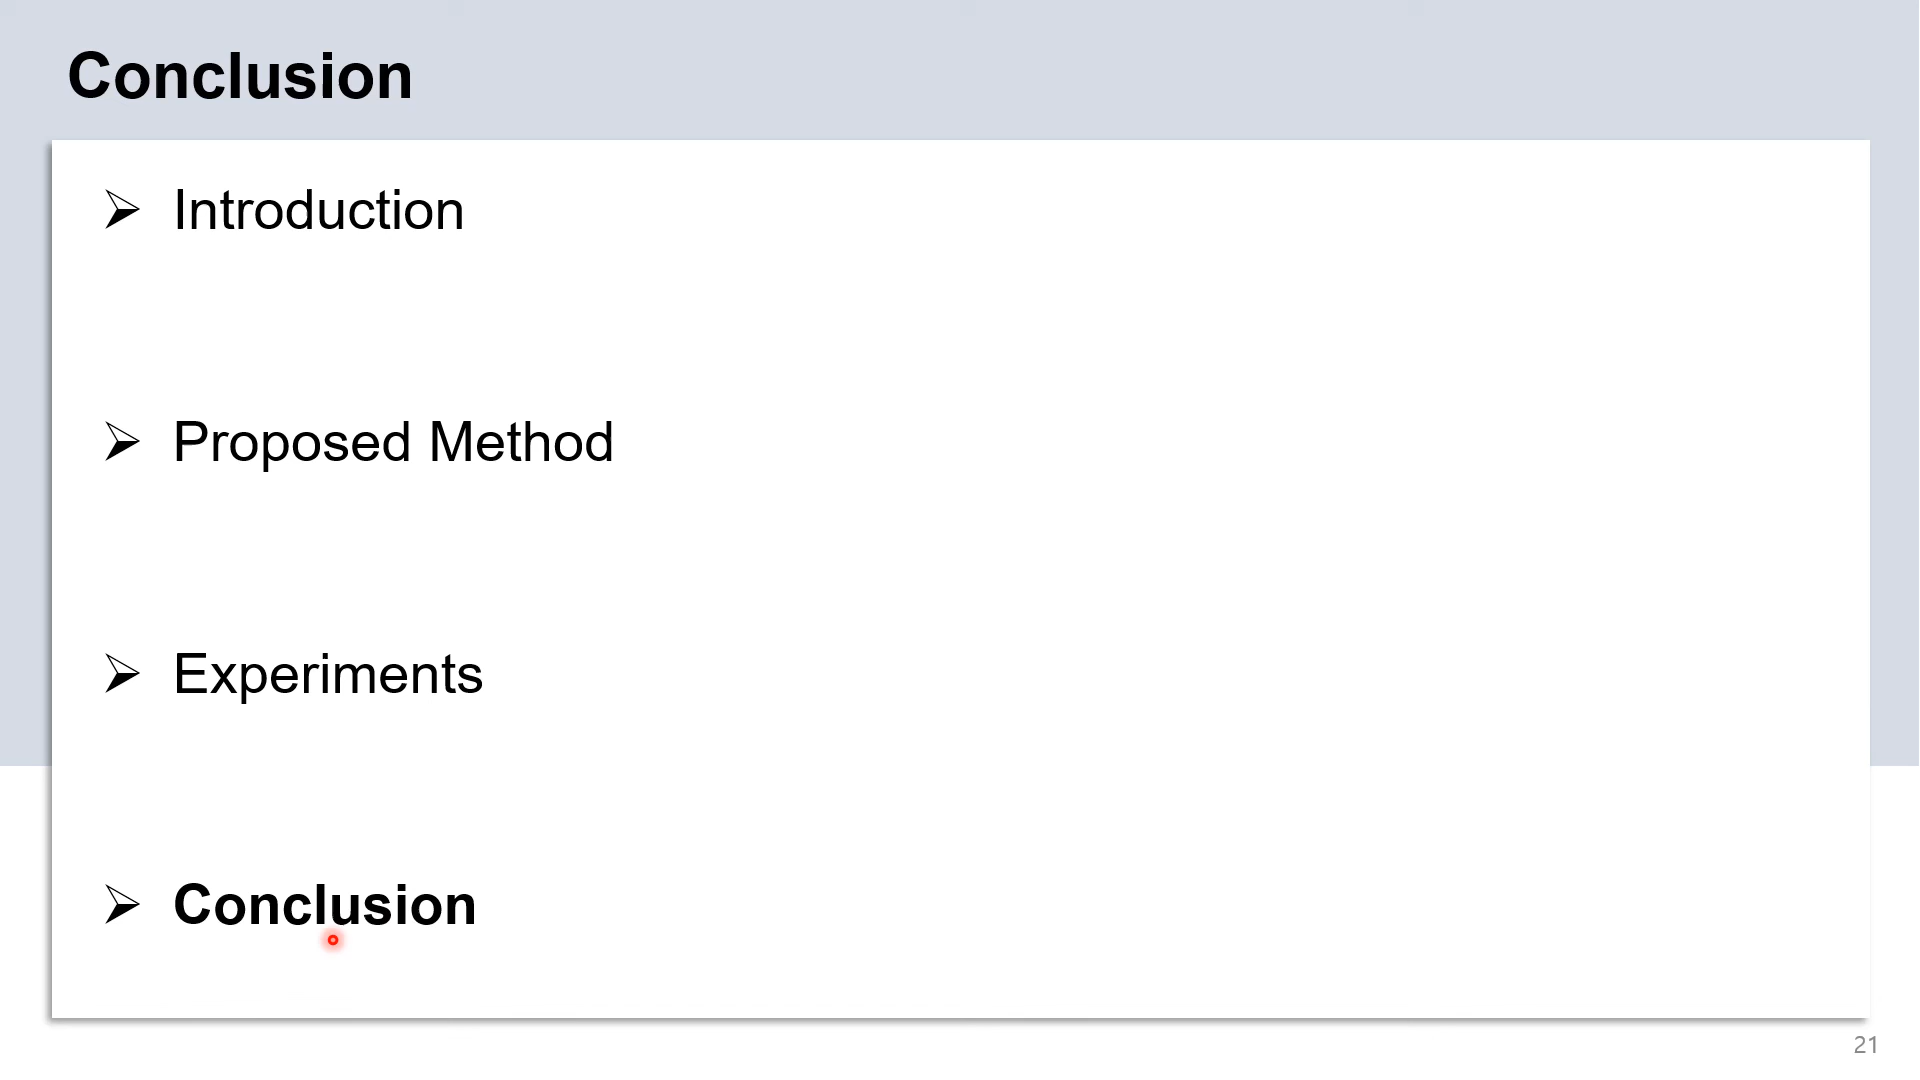 Conclusion
Introduction
Proposed Method
Experiments
Conclusion
21